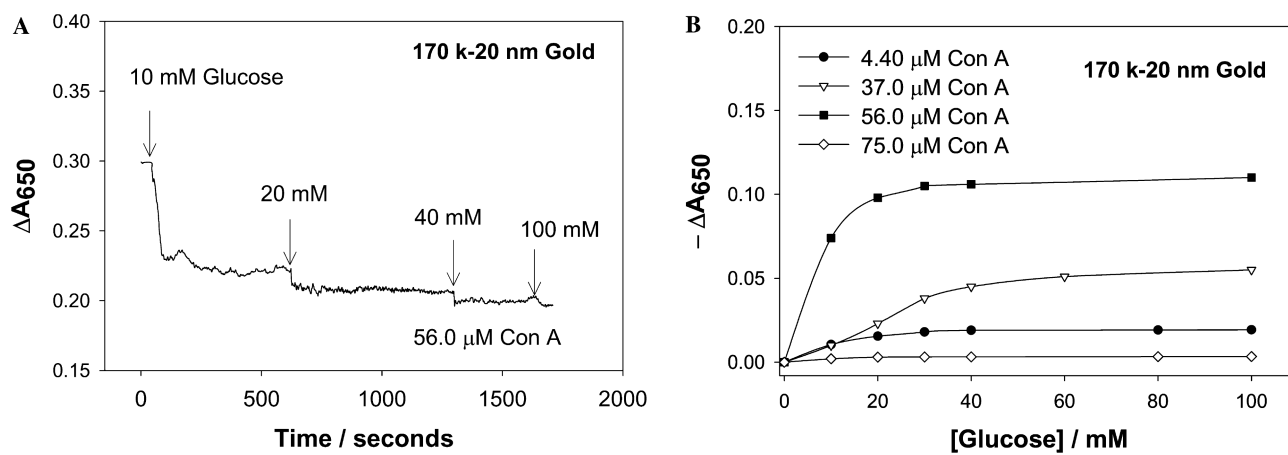 A
170 k-20 nm Gold
10 mM Glucose
20 mM
40 mM
100 mM
56.0 μM Con A
0.40
0.35
0.30
0.25
0.20
0.15
ΔA650
0 500 1000 1500 2000
Time / seconds
B
4.40 μM Con A
37.0 μM Con A
56.0 μM Con A
75.0 μM Con A
170 k-20 nm Gold
0.20
0.15
0.10
0.05
0.00
− ΔA650
0 20 40 60 80 100
[Glucose] / mM